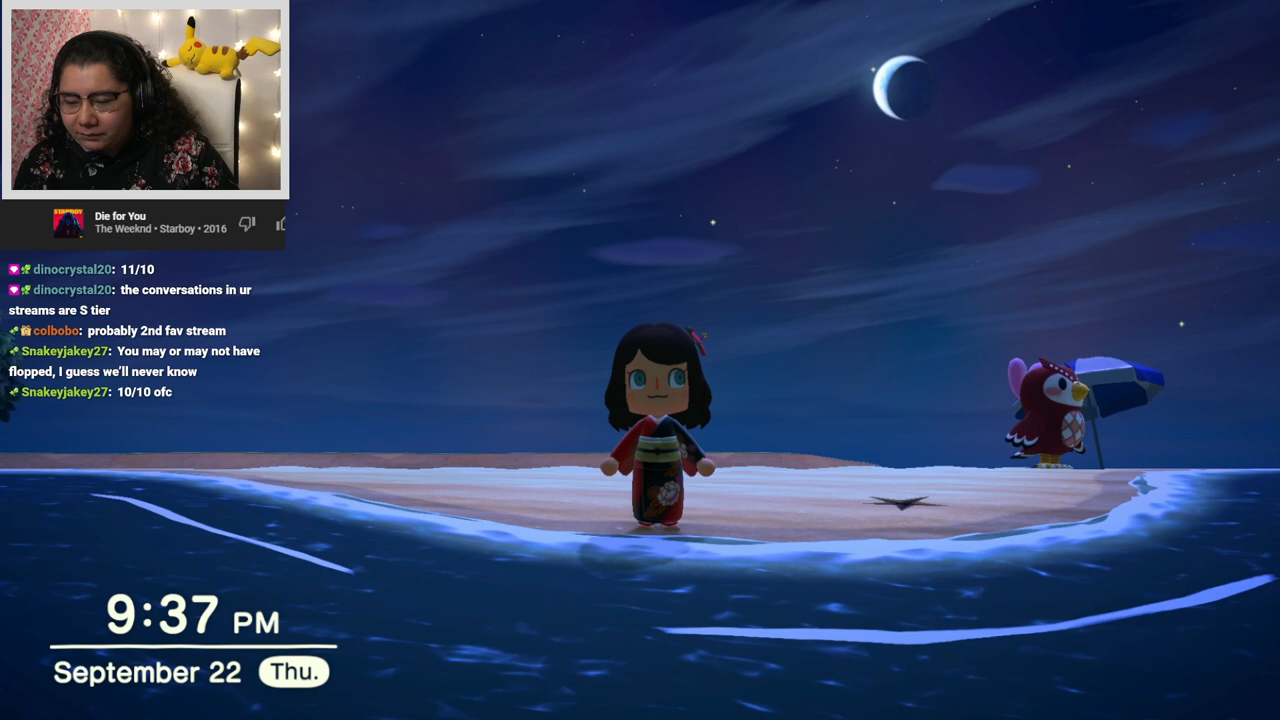 STARBOY
Die for You
The Weeknd • Starboy • 2016
dinocrystal20: 11/10
dinocrystal20: the conversations in ur
streams are S tier
colbobo: probably 2nd fav stream
Snakeyjakey27: You may or may not have
flopped, I guess we'll never know
Snakeyjakey27: 10/10 ofc
9:37 PM
September 22 Thu.